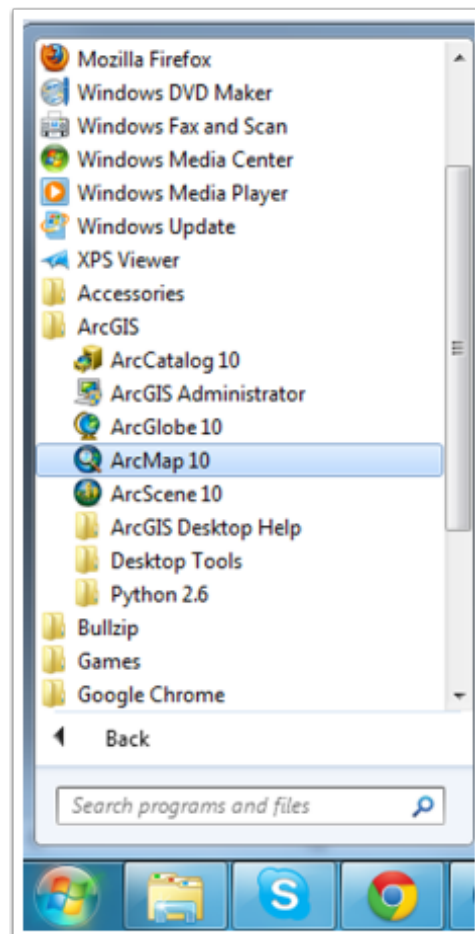 Mozilla Firefox
Windows DVD Maker
Windows Fax and Scan
Windows Media Center
Windows Media Player
Windows Update
XPS Viewer
Accessories
ArcGIS
ArcCatalog 10
ArcGIS Administrator
ArcGlobe 10
ArcMap 10
ArcScene 10
ArcGIS Desktop Help
Desktop Tools
Python 2.6
Bullzip
Games
Google Chrome
Back
Search programs and files